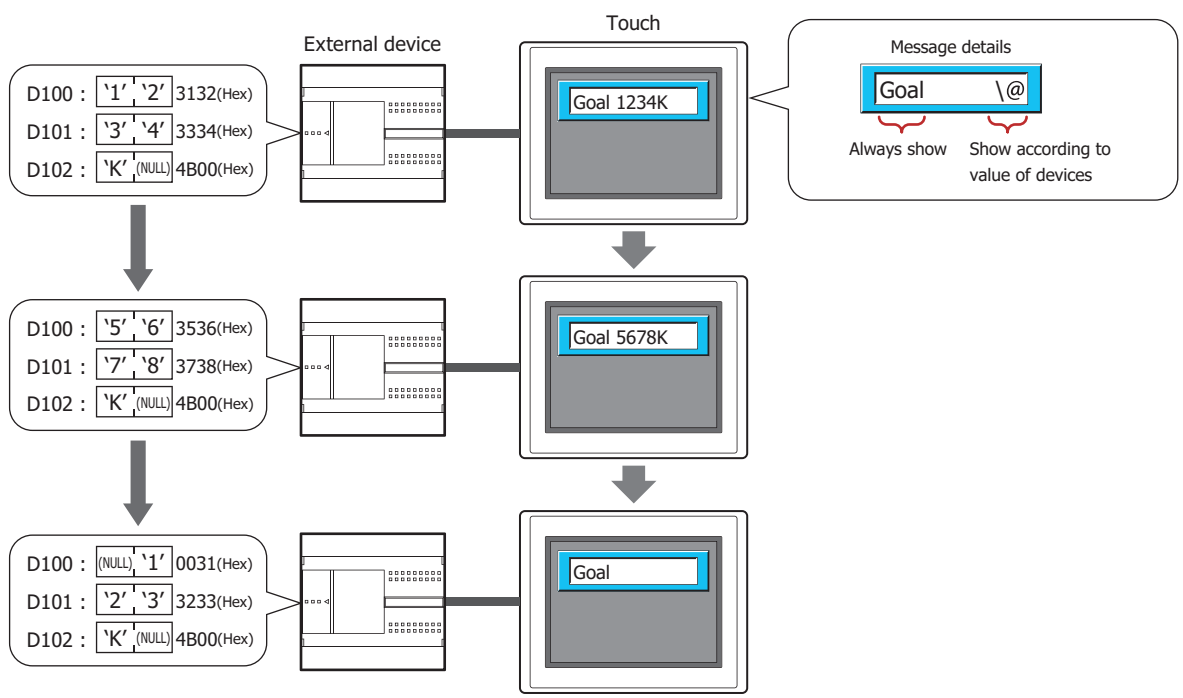 External device
Touch
Message details
Goal \@
Always show
Show according to
value of devices
D100 : ‵1′ ‵2′ 3132(Hex)
D101 : ‵3′ ‵4′ 3334(Hex)
D102 : ‵K′ (NULL) 4B00(Hex)
Goal 1234K
D100 : ‵5′ ‵6′ 3536(Hex)
D101 : ‵7′ ‵8′ 3738(Hex)
D102 : ‵K′ (NULL) 4B00(Hex)
Goal 5678K
D100 : (NULL) ‵1′ 0031(Hex)
D101 : ‵2′ ‵3′ 3233(Hex)
D102 : ‵K′ (NULL) 4B00(Hex)
Goal